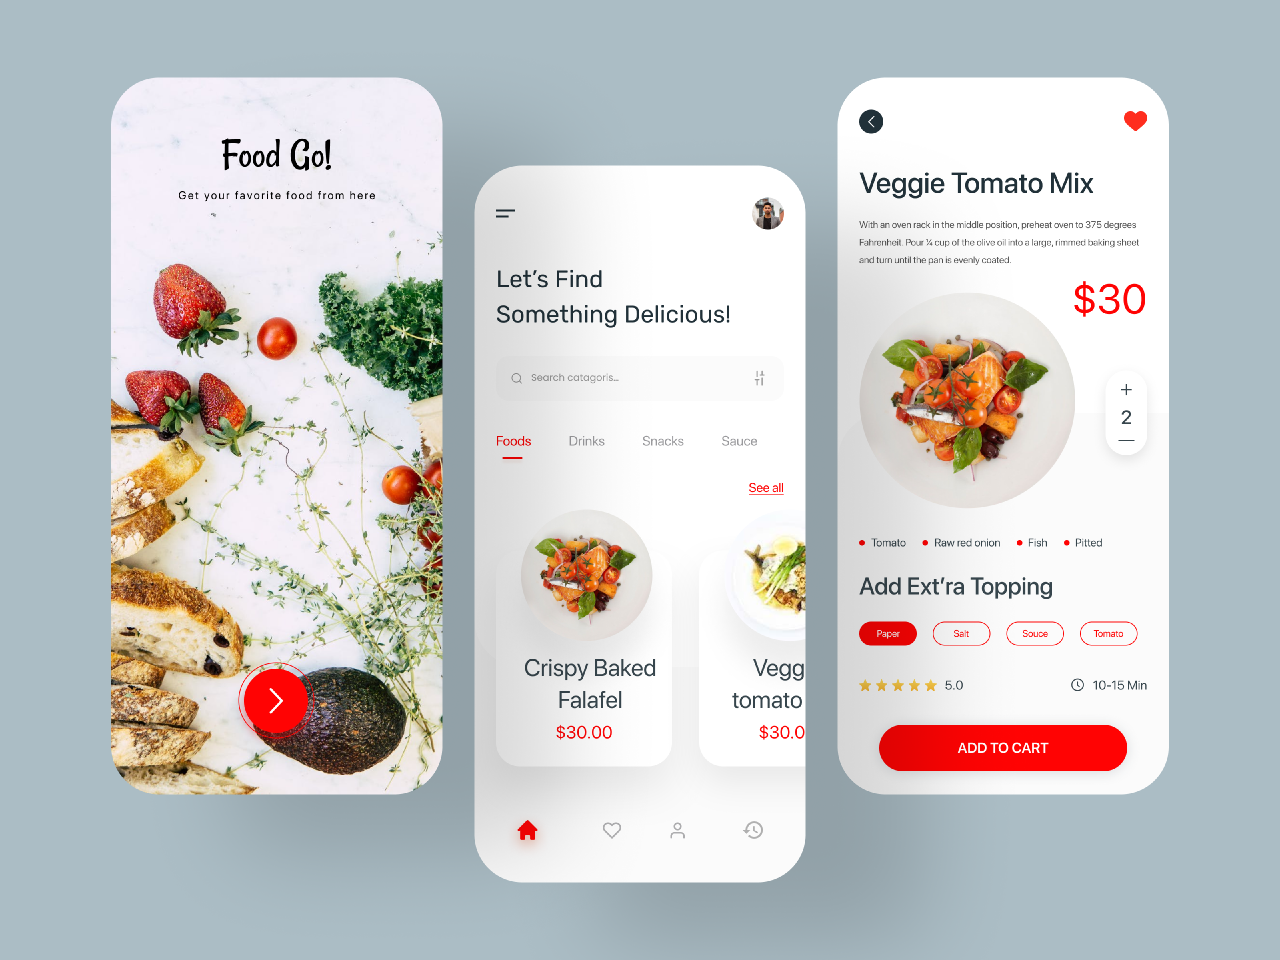 Food Go!
Get your favorite food from here
Let's Find
Something Delicious!
Search catagoris...
Foods
Drinks
Snacks
Sauce
See all
Crispy Baked
Falafel
$30.00
Vegg
tomato
$30.0
Veggie Tomato Mix
With an oven rack in the middle position, preheat oven to 375 degrees
Fahrenheit. Pour ¼ cup of the olive oil into a large, rimmed baking sheet
and turn until the pan is evenly coated.
$30
+
2
—
Tomato
Raw red onion
Fish
Pitted
Add Ext'ra Topping
Paper
Salt
Souce
Tomato
5.0
10-15 Min
ADD TO CART